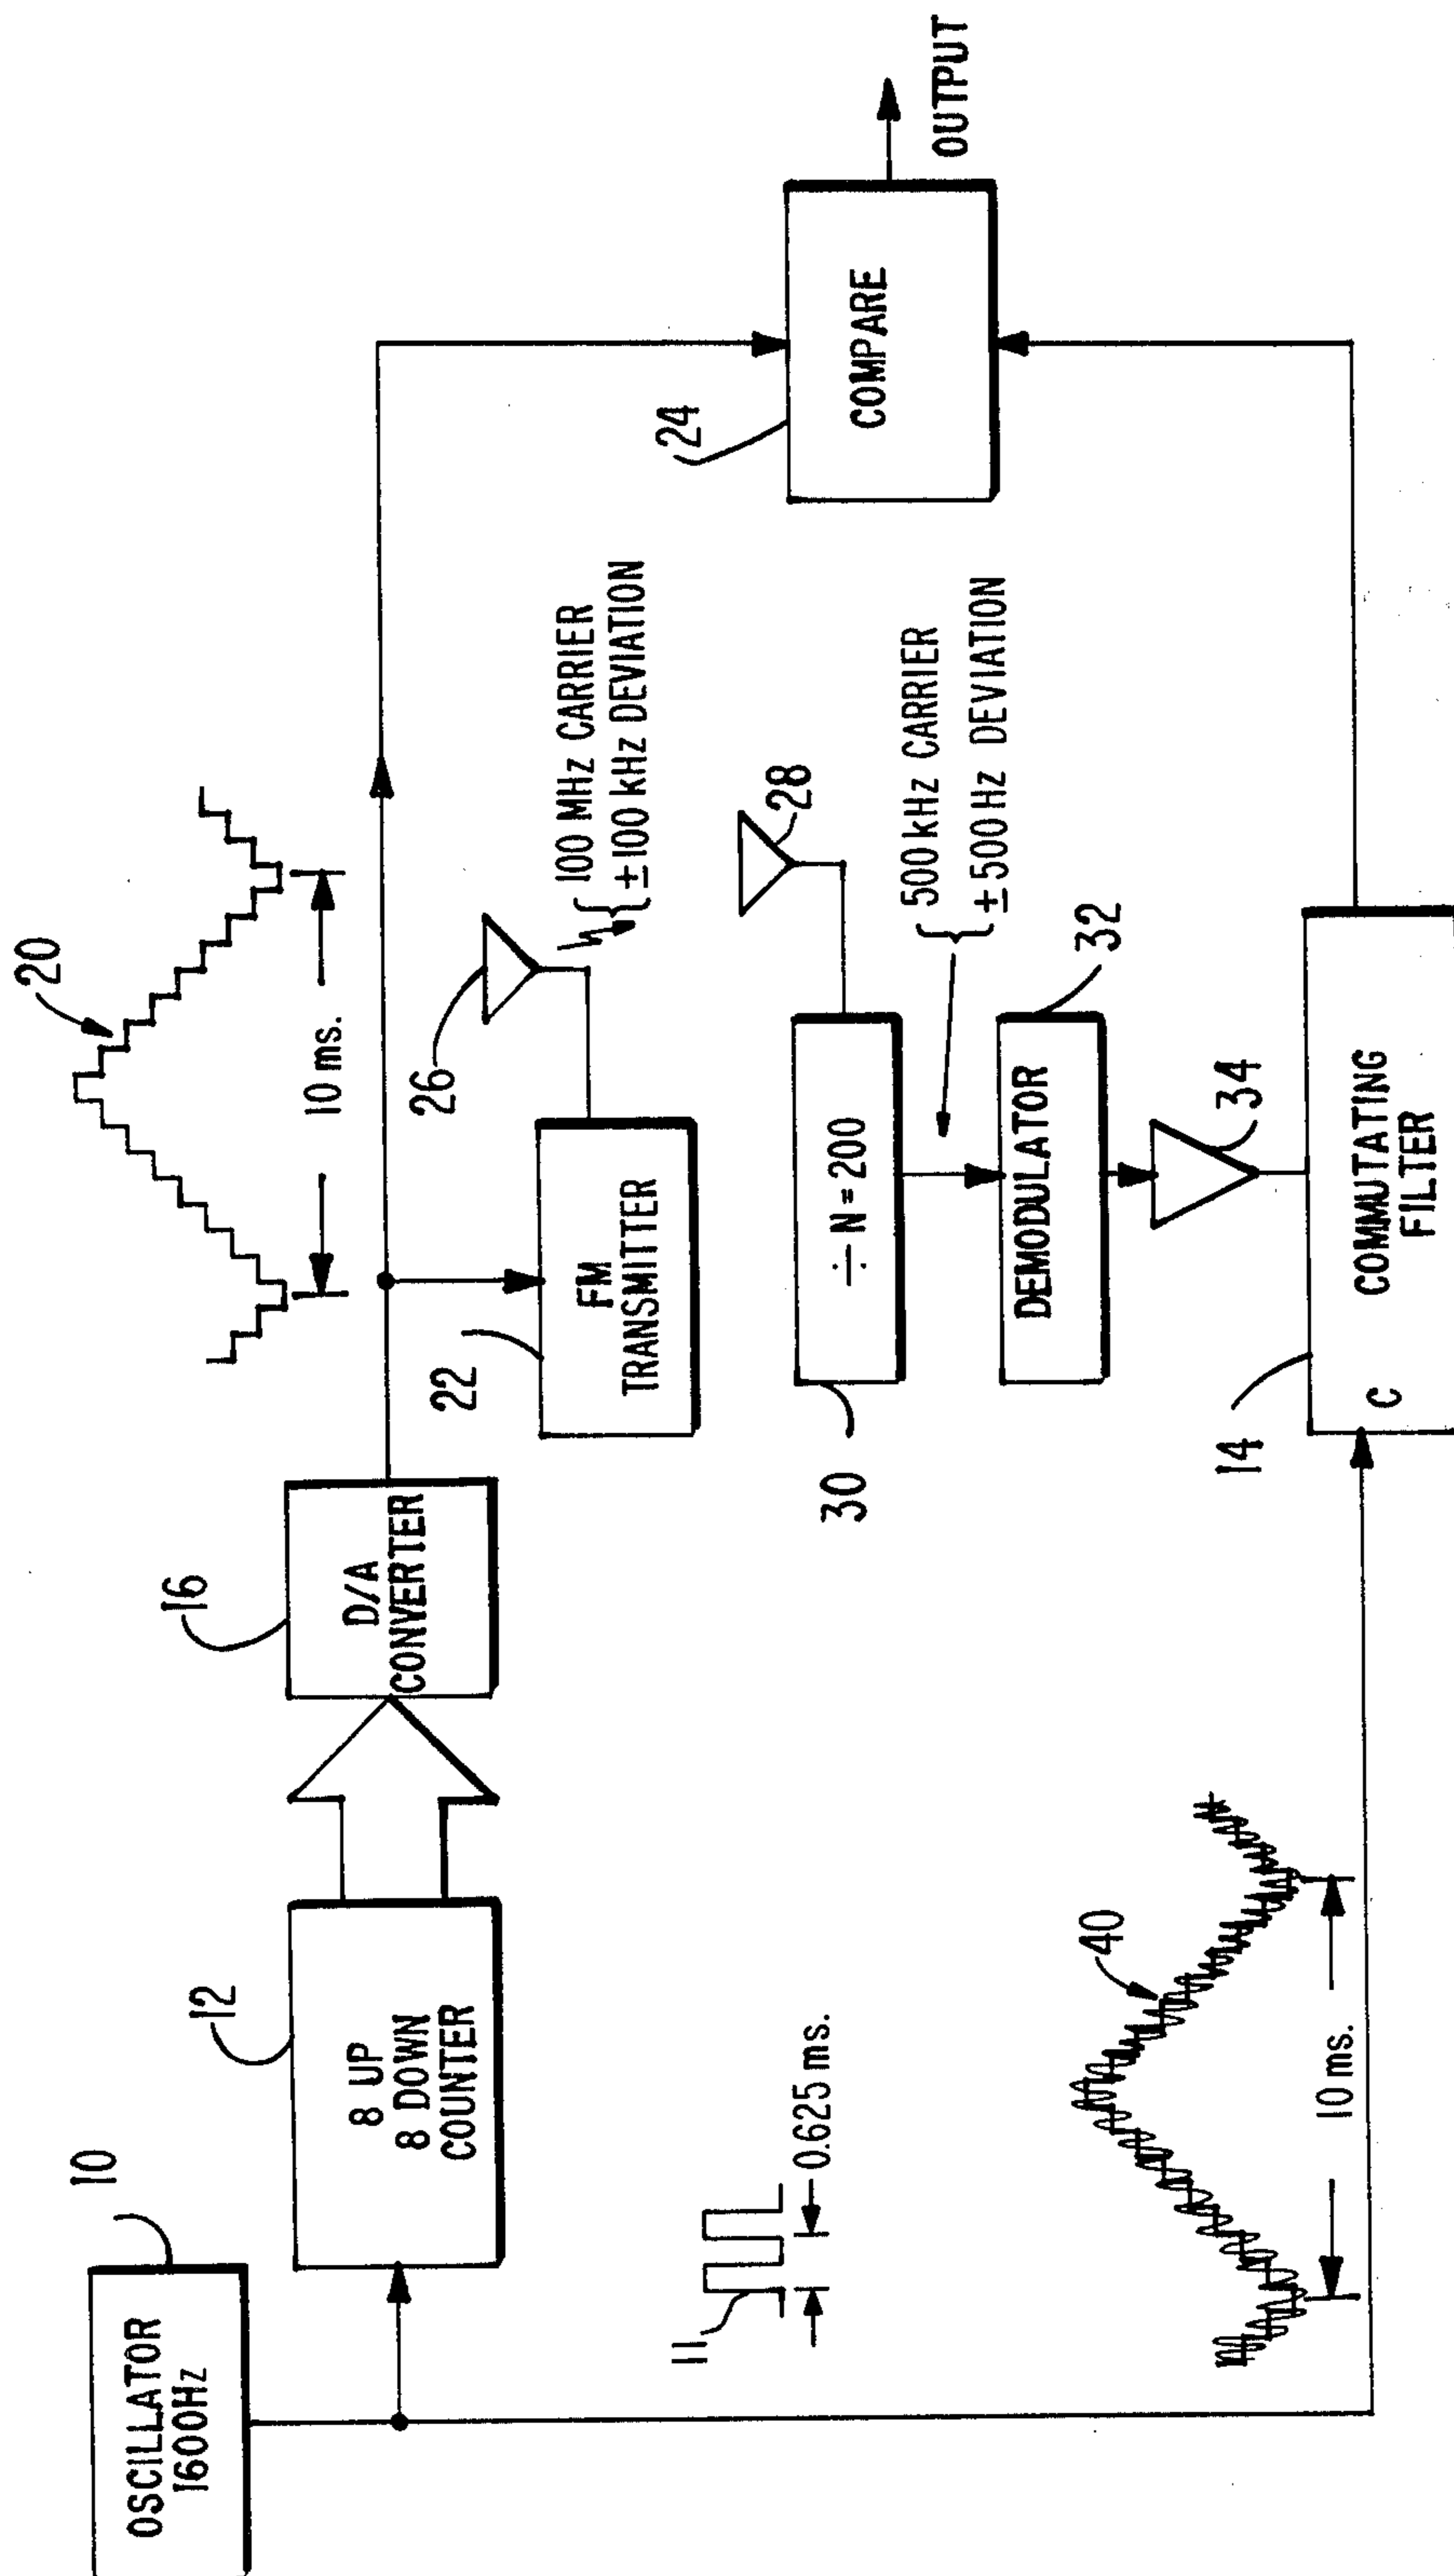 10
OSCILLATOR
1600Hz
12
8 UP
8 DOWN
COUNTER
16
D/A
CONVERTER
20
10 ms.
22
FM
TRANSMITTER
26
100 MHz CARRIER
±100 kHz DEVIATION
24
COMPARE
OUTPUT
11
0.625 ms.
28
30
÷ N = 200
500 kHz CARRIER
± 500 Hz DEVIATION
32
DEMODULATOR
34
40
10 ms.
14
C
COMMUTATING
FILTER